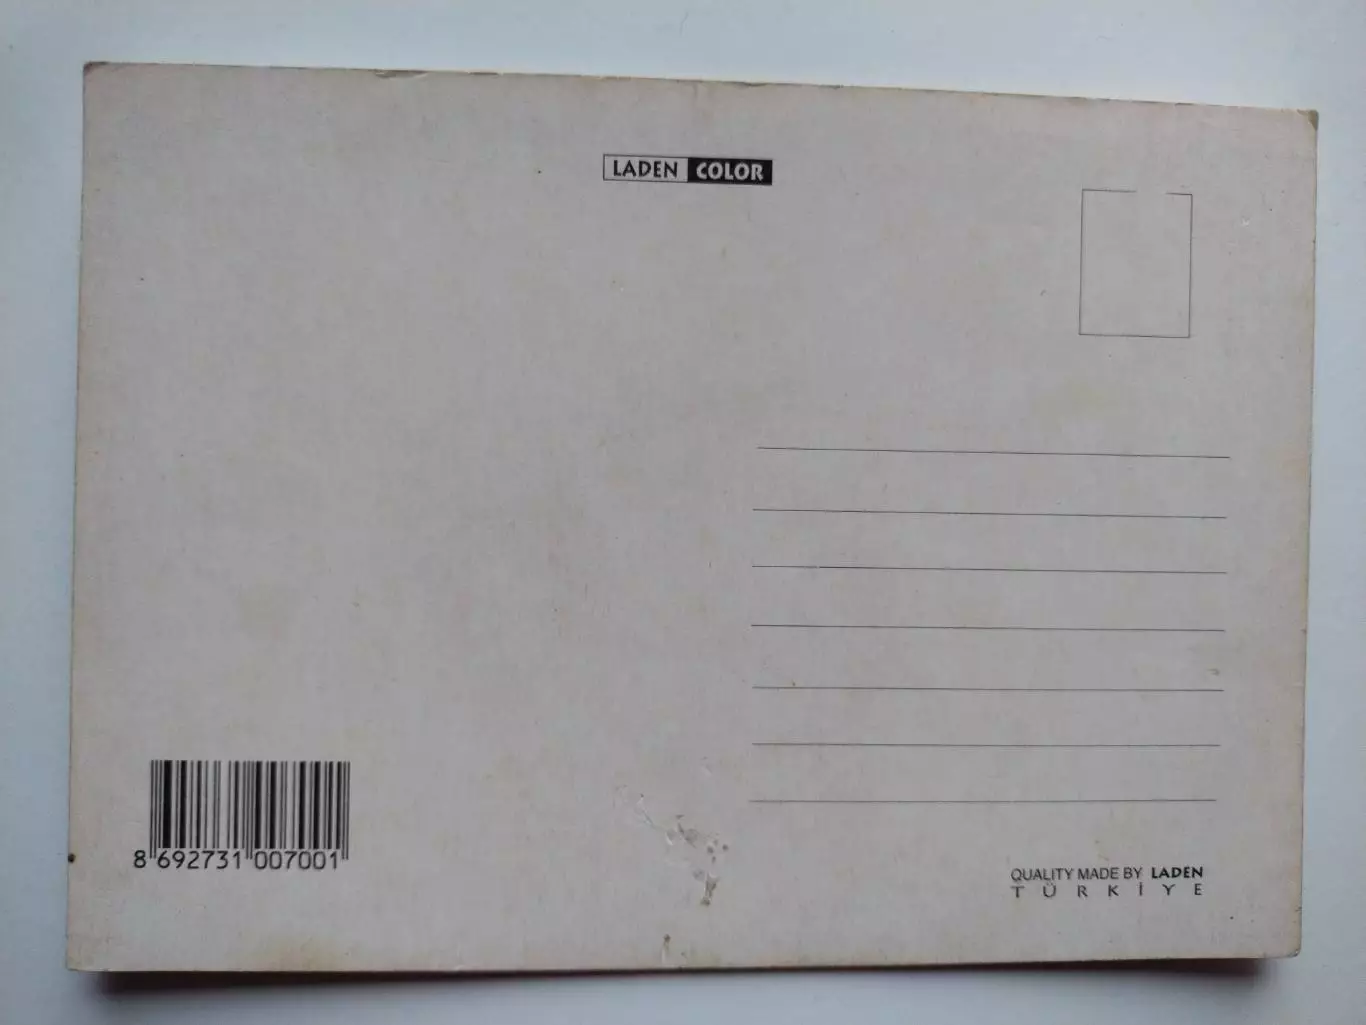 LADEN COLOR
8 692731 007001
QUALITY MADE BY LADEN
TÜRKİYE